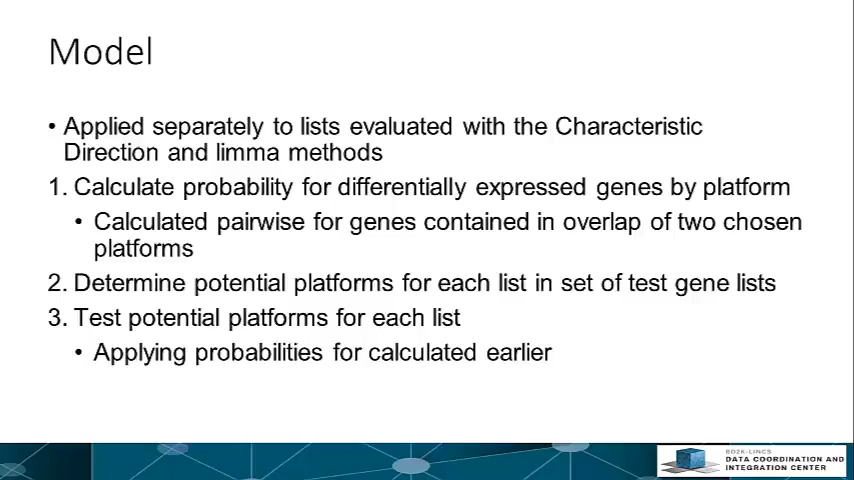 Model
• Applied separately to lists evaluated with the Characteristic
Direction and limma methods
1. Calculate probability for differentially expressed genes by platform
• Calculated pairwise for genes contained in overlap of two chosen
platforms
2. Determine potential platforms for each list in set of test gene lists
3. Test potential platforms for each list
• Applying probabilities for calculated earlier
BD2K-LINCS
DATA COORDINATION AND
INTEGRATION CENTER